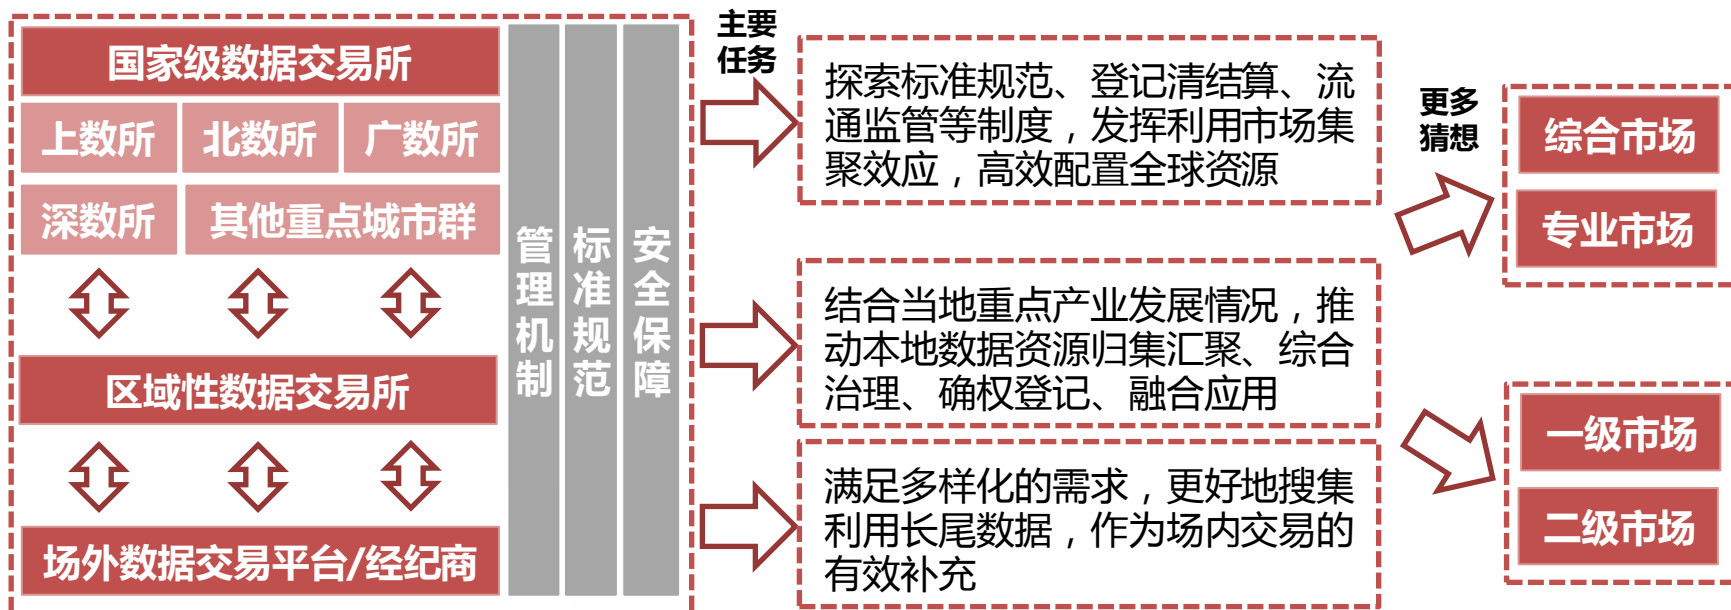 国家级数据交易所
上数所
北数所
广数所
深数所
其他重点城市群
区域性数据交易所
场外数据交易平台/经纪商
管理机制
标准规范
安全保障
主要
任务
探索标准规范、登记清结算、流
通监管等制度，发挥利用市场集
聚效应，高效配置全球资源
结合当地重点产业发展情况，推
动本地数据资源归集汇聚、综合
治理、确权登记、融合应用
满足多样化的需求，更好地搜集
利用长尾数据，作为场内交易的
有效补充
更多
猜想
综合市场
专业市场
一级市场
二级市场